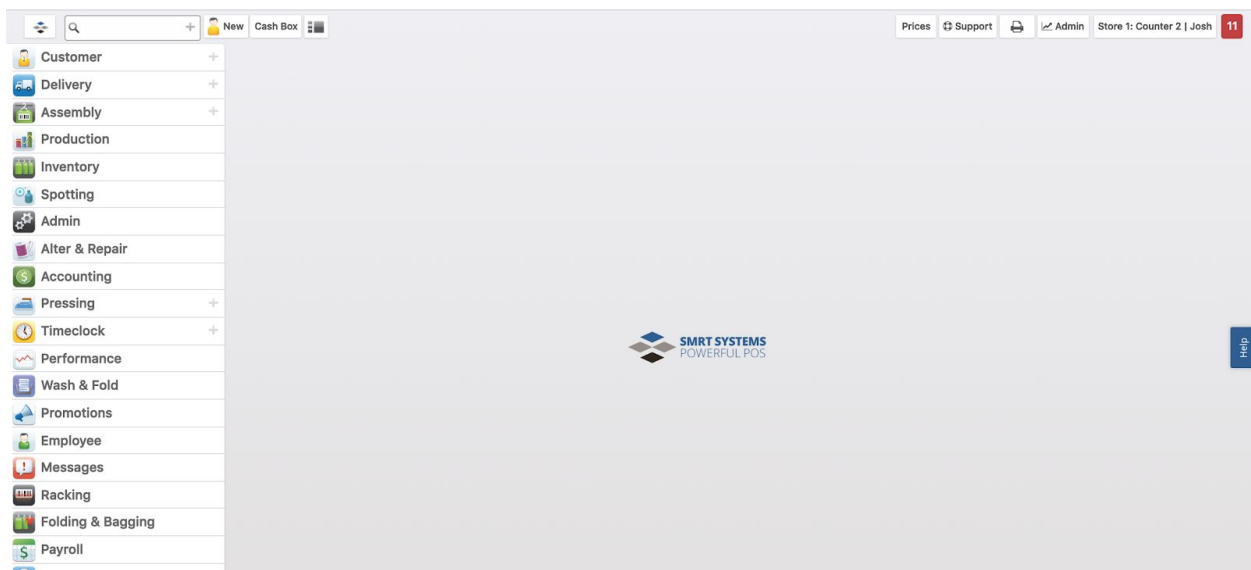 New Cash Box Prices Support Admin Store 1: Counter 2 | Josh 11
Customer
Delivery
Assembly
Production
Inventory
Spotting
Admin
Alter & Repair
Accounting
Pressing
Timeclock
Performance
Wash & Fold
Promotions
Employee
Messages
Racking
Folding & Bagging
Payroll
SMRT SYSTEMS
POWERFUL POS
Help